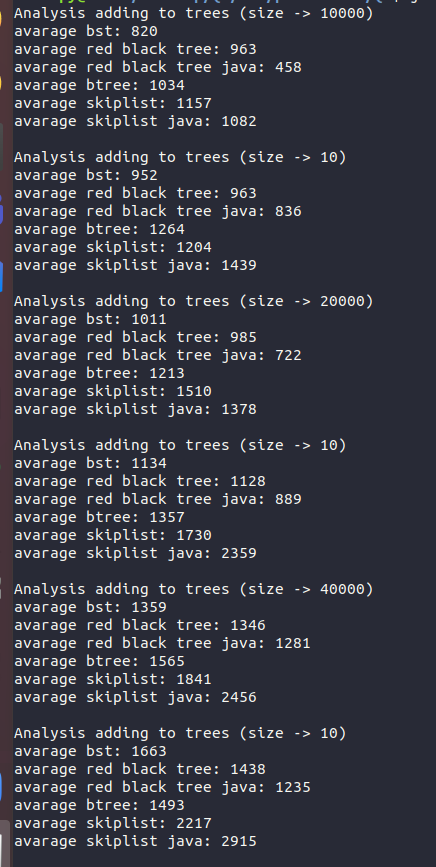 Analysis adding to trees (size -> 10000)
avarage bst: 820
avarage red black tree: 963
avarage red black tree java: 458
avarage btree: 1034
avarage skiplist: 1157
avarage skiplist java: 1082
Analysis adding to trees (size -> 10)
avarage bst: 952
avarage red black tree: 963
avarage red black tree java: 836
avarage btree: 1264
avarage skiplist: 1204
avarage skiplist java: 1439
Analysis adding to trees (size -> 20000)
avarage bst: 1011
avarage red black tree: 985
avarage red black tree java: 722
avarage btree: 1213
avarage skiplist: 1510
avarage skiplist java: 1378
Analysis adding to trees (size -> 10)
avarage bst: 1134
avarage red black tree: 1128
avarage red black tree java: 889
avarage btree: 1357
avarage skiplist: 1730
avarage skiplist java: 2359
Analysis adding to trees (size -> 40000)
avarage bst: 1359
avarage red black tree: 1346
avarage red black tree java: 1281
avarage btree: 1565
avarage skiplist: 1841
avarage skiplist java: 2456
Analysis adding to trees (size -> 10)
avarage bst: 1663
avarage red black tree: 1438
avarage red black tree java: 1235
avarage btree: 1493
avarage skiplist: 2217
avarage skiplist java: 2915